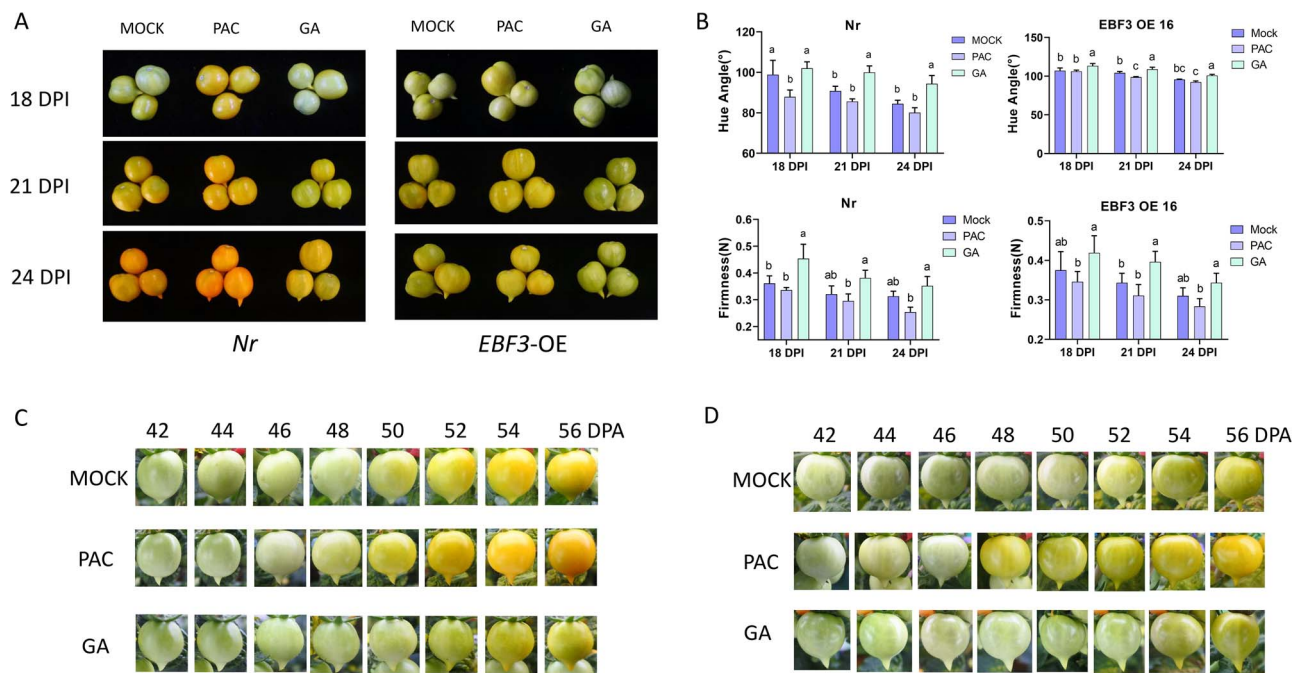 A
MOCK PAC GA MOCK PAC GA
18 DPI
21 DPI
24 DPI
Nr EBF3-OE
B
Nr
Hue Angle(°)
100
80
60
120
a b a b b a b b a
18 DPI 21 DPI 24 DPI
MOCK
PAC
GA
EBF3 OE 16
Hue Angle(°)
150
100
50
0
b b a b c a bc c a
18 DPI 21 DPI 24 DPI
Mock
PAC
GA
Nr
Firmness(N)
0.6
0.5
0.4
0.3
0.2
b b a ab b a ab b a
18 DPI 21 DPI 24 DPI
Mock
PAC
GA
EBF3 OE 16
Firmness(N)
0.5
0.4
0.3
0.2
ab b a b b a ab b a
18 DPI 21 DPI 24 DPI
Mock
PAC
GA
C
42 44 46 48 50 52 54 56 DPA
MOCK
PAC
GA
D
42 44 46 48 50 52 54 56 DPA
MOCK
PAC
GA